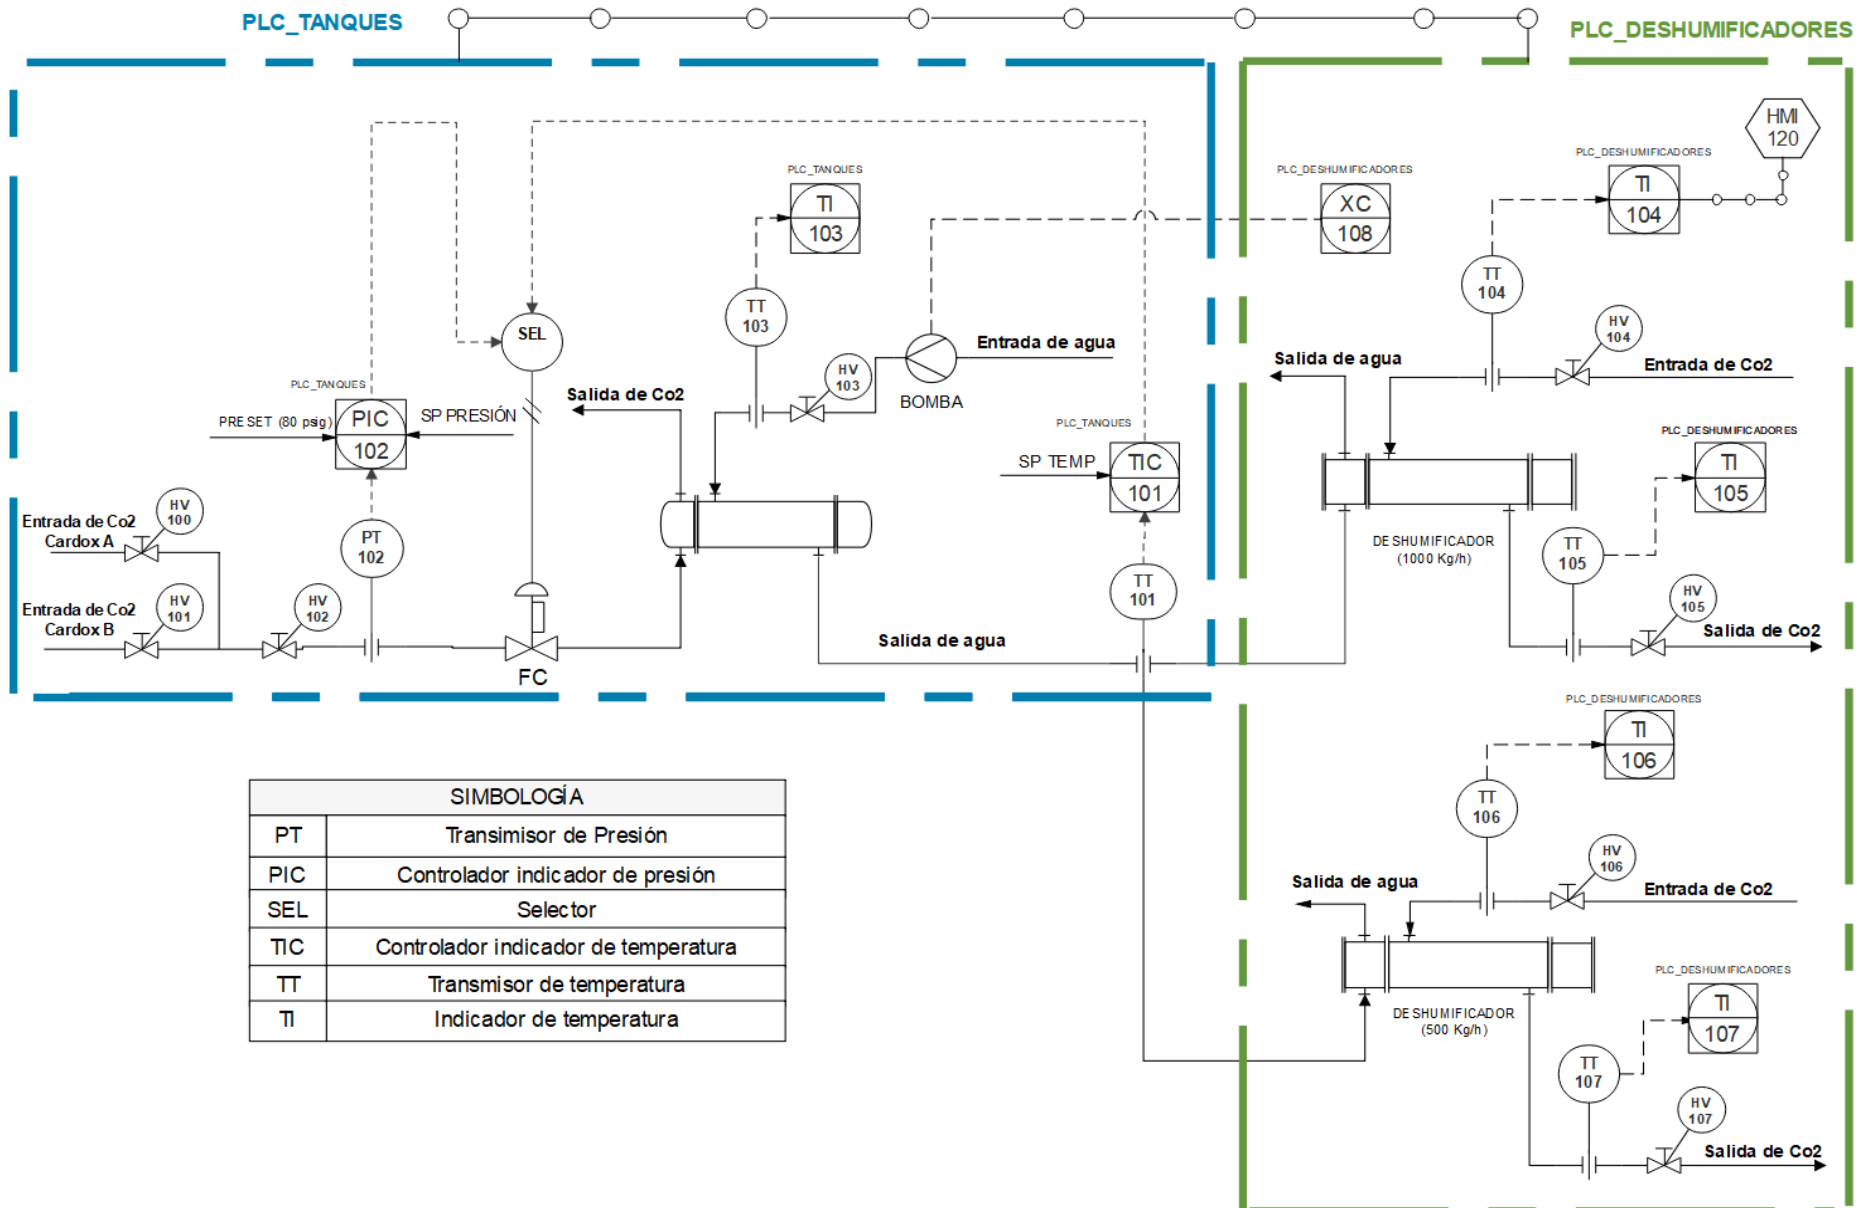 PLC_TANQUES
PLC_DESHUMIFICADORES
HMI
120
PLC_DESHUMIFICADORES
TI
104
PLC_TANQUES
TI
103
PLC_DESHUMIFICADORES
XC
108
TT
104
TT
103
HV
104
SEL
Entrada de agua
Salida de agua
Entrada de Co2
HV
103
BOMBA
Salida de Co2
PLC_TANQUES
PRESET (80 psig)
PIC
102
SP PRESIÓN
PLC_TANQUES
SP TEMP
TIC
101
PLC_DESHUMIFICADORES
TI
105
Entrada de Co2
Cardox A
HV
100
PT
102
DESHUMIFICADOR
(1000 Kg/h)
TT
105
TT
101
Entrada de Co2
Cardox B
HV
101
HV
102
HV
105
Salida de agua
Salida de Co2
FC
PLC_DESHUMIFICADORES
TI
106
TT
106
SIMBOLOGÍA
PT Transimisor de Presión
PIC Controlador indicador de presión
SEL Selector
TIC Controlador indicador de temperatura
TT Transmisor de temperatura
TI Indicador de temperatura
HV
106
Salida de agua
Entrada de Co2
PLC_DESHUMIFICADORES
TI
107
DESHUMIFICADOR
(500 Kg/h)
TT
107
HV
107
Salida de Co2